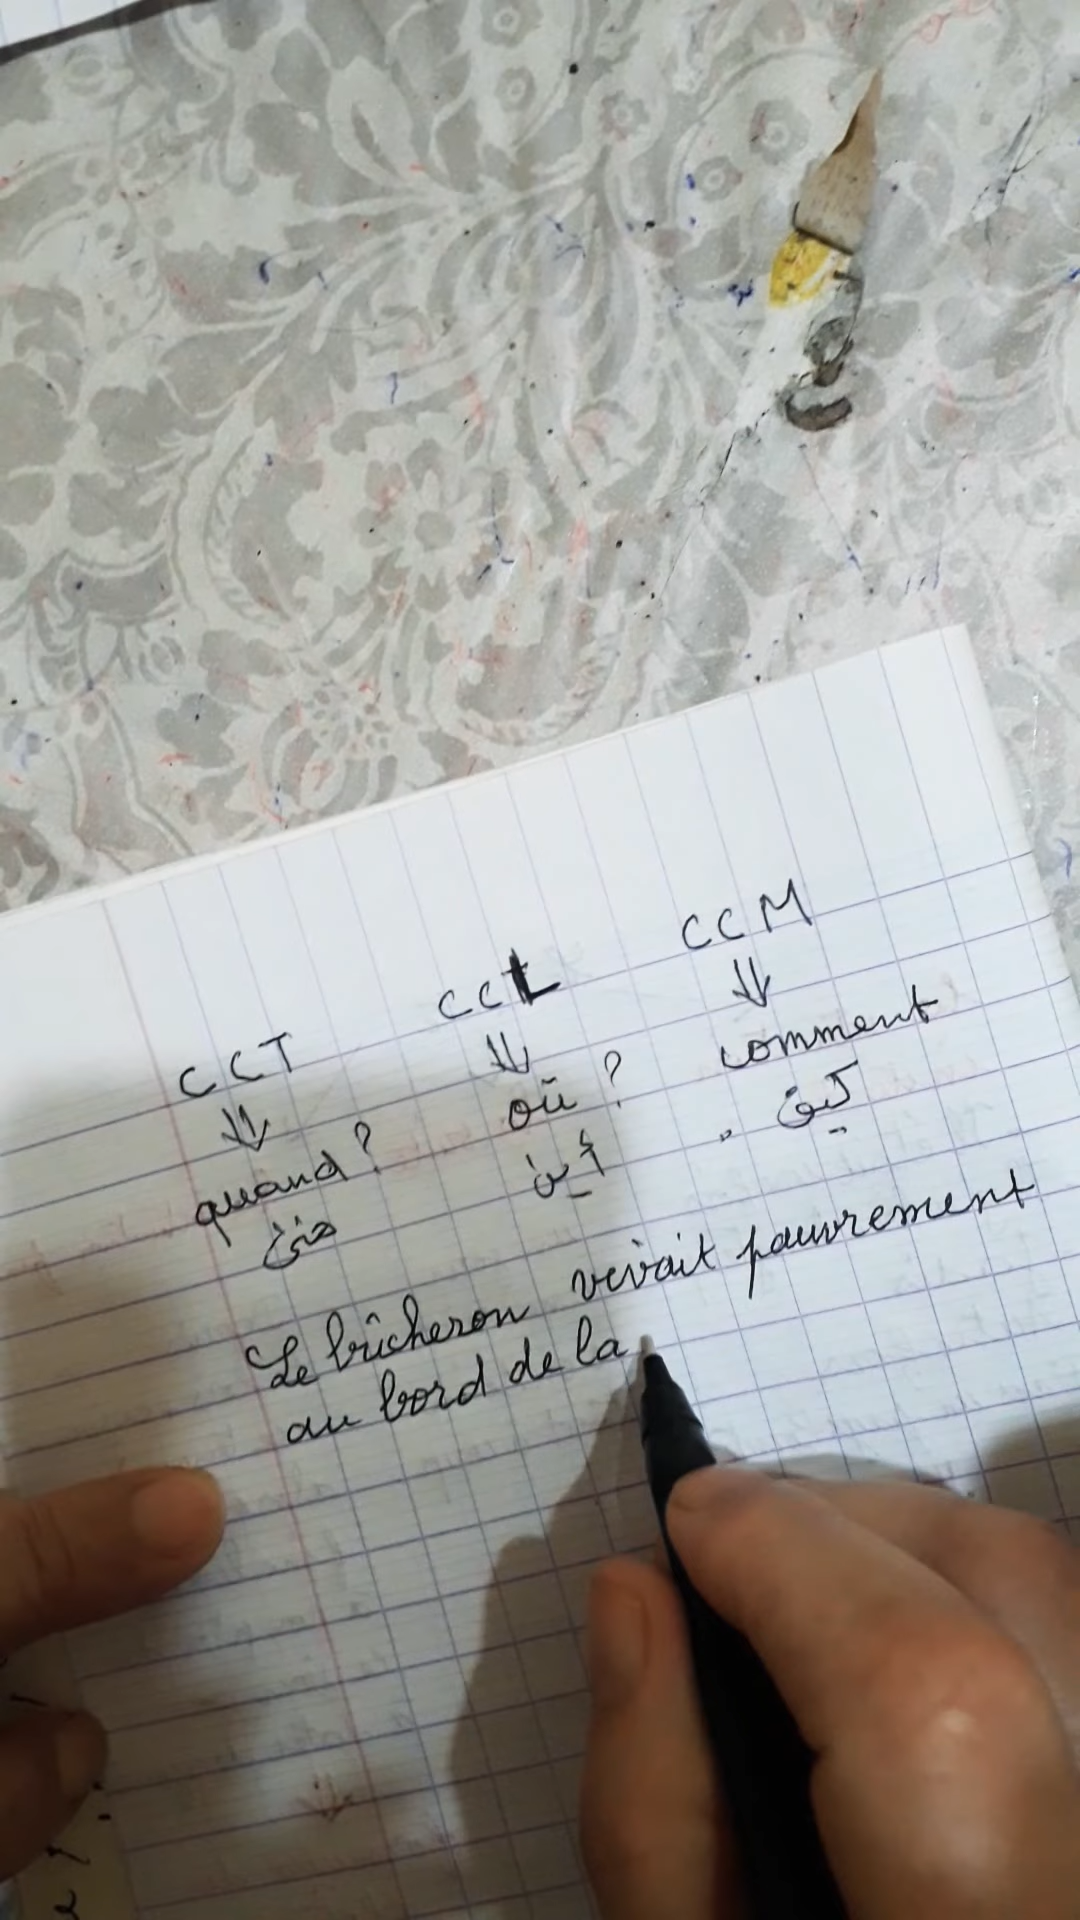 CCT CCL CCM
quand ? où ? comment
متى أين كيف
Le bûcheron vivait pauvrement
au bord de la